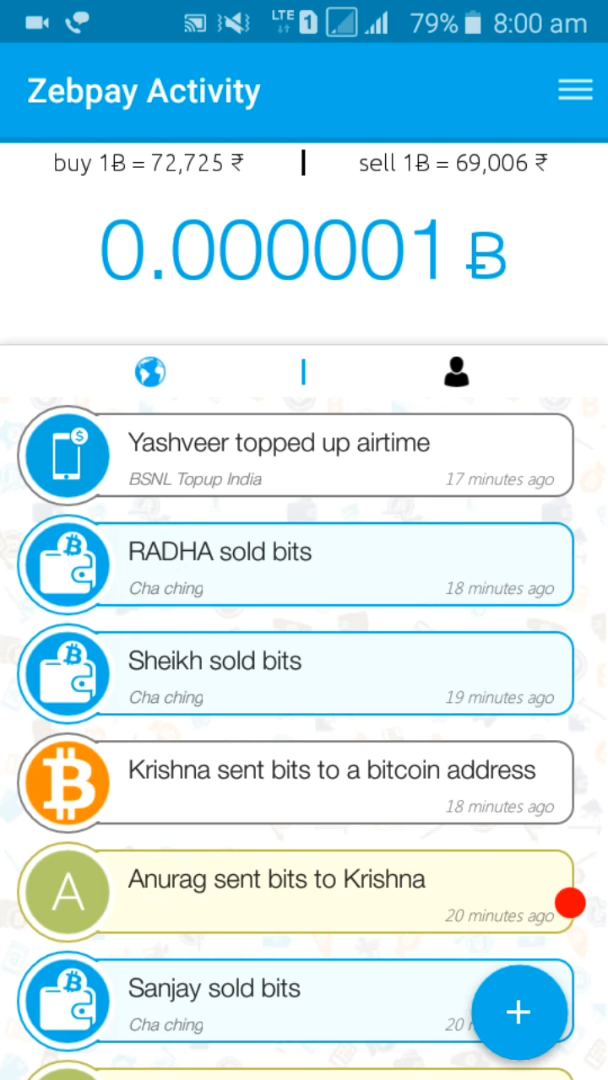 LTE 1 79% 8:00 am
Zebpay Activity
buy 1Ƀ = 72,725 ₹ | sell 1Ƀ = 69,006 ₹
0.000001 Ƀ
Yashveer topped up airtime
BSNL Topup India 17 minutes ago
RADHA sold bits
Cha ching 18 minutes ago
Sheikh sold bits
Cha ching 19 minutes ago
Krishna sent bits to a bitcoin address
18 minutes ago
A
Anurag sent bits to Krishna
20 minutes ago
Sanjay sold bits
Cha ching 20
+